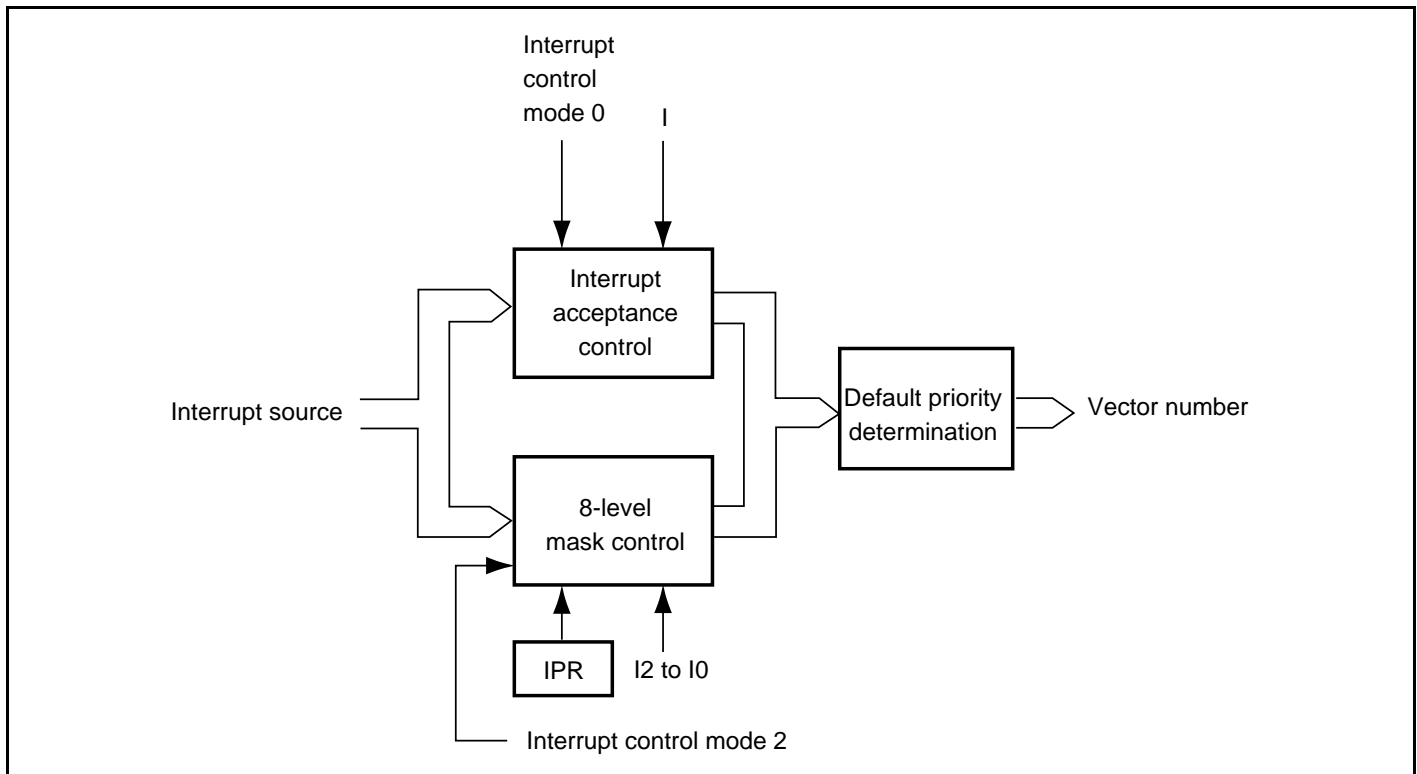 Interrupt
control
mode 0
I
Interrupt
acceptance
control
Interrupt source
Default priority
determination
Vector number
8-level
mask control
IPR
I2 to I0
Interrupt control mode 2